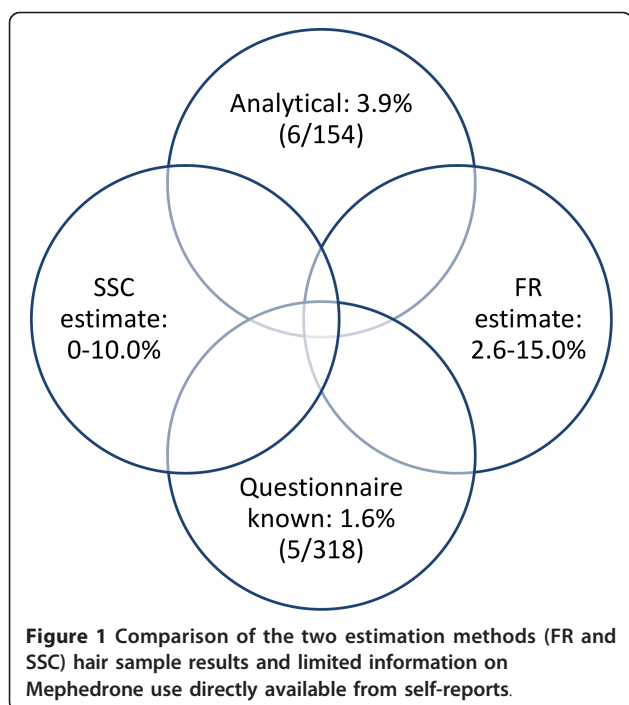 Analytical: 3.9%
(6/154)
SSC
estimate:
0-10.0%
FR
estimate:
2.6-15.0%
Questionnaire
known: 1.6%
(5/318)
Figure 1 Comparison of the two estimation methods (FR and
SSC) hair sample results and limited information on
Mephedrone use directly available from self-reports.